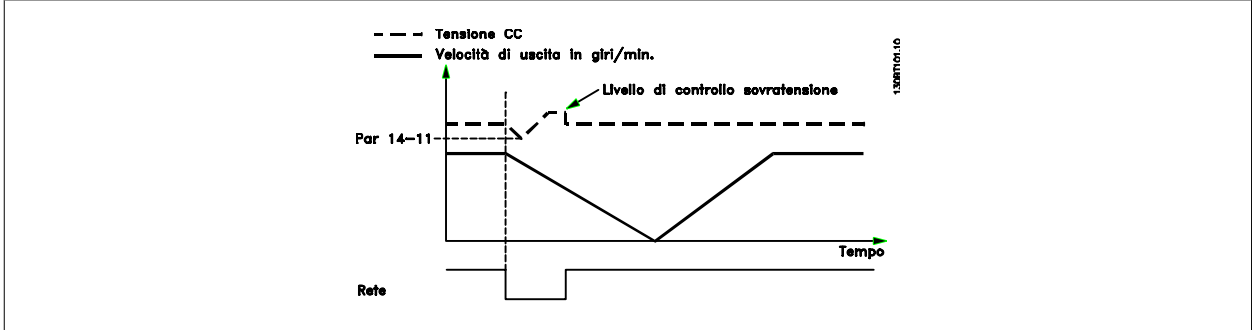 Tensione CC
Velocità di uscita in giri/min.
130BT101.10
Livello di controllo sovratensione
Par 14-11
Tempo
Rete